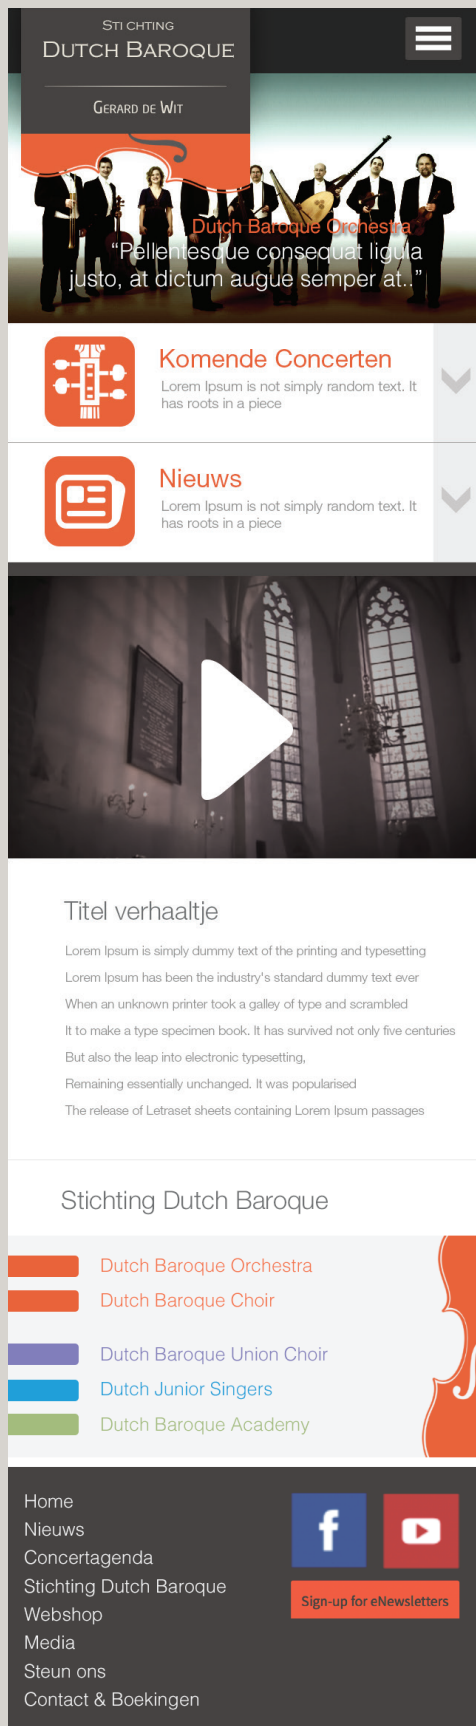 STI CHTING
DUTCH BAROQUE
GERARD DE WIT
Dutch Baroque Orchestra
“Pellentesque consequat ligula
justo, at dictum augue semper at..”
Komende Concerten
Lorem Ipsum is not simply random text. It
has roots in a piece
Nieuws
Lorem Ipsum is not simply random text. It
has roots in a piece
Titel verhaaltje
Lorem Ipsum is simply dummy text of the printing and typesetting
Lorem Ipsum has been the industry's standard dummy text ever
When an unknown printer took a galley of type and scrambled
It to make a type specimen book. It has survived not only five centuries
But also the leap into electronic typesetting,
Remaining essentially unchanged. It was popularised
The release of Letraset sheets containing Lorem Ipsum passages
Stichting Dutch Baroque
Dutch Baroque Orchestra
Dutch Baroque Choir
Dutch Baroque Union Choir
Dutch Junior Singers
Dutch Baroque Academy
Home
Nieuws
Concertagenda
Stichting Dutch Baroque
Webshop
Media
Steun ons
Contact & Boekingen
f
Sign-up for eNewsletters